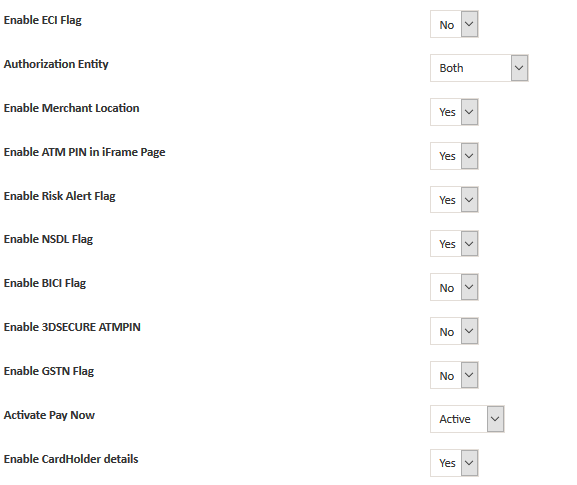 Enable ECI Flag No
Authorization Entity Both
Enable Merchant Location Yes
Enable ATM PIN in iFrame Page Yes
Enable Risk Alert Flag Yes
Enable NSDL Flag Yes
Enable BICI Flag No
Enable 3DSECURE ATMPIN No
Enable GSTN Flag No
Activate Pay Now Active
Enable CardHolder details Yes